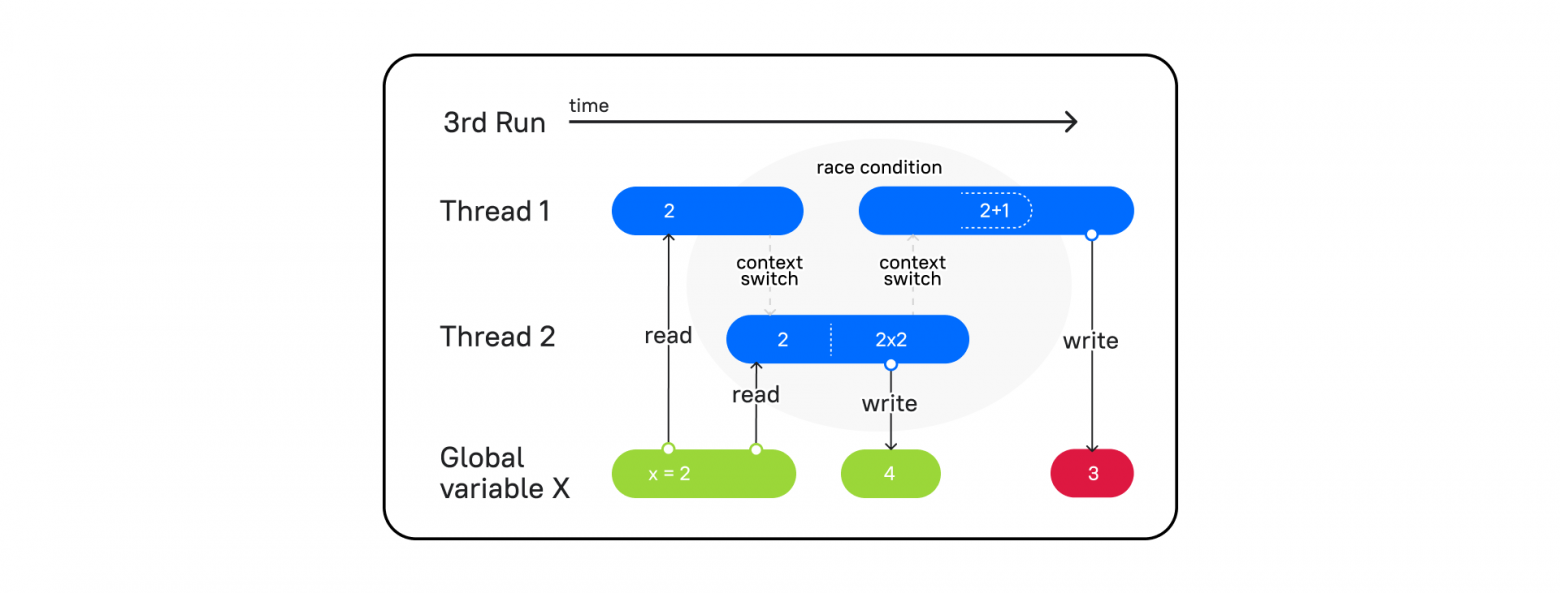 time
3rd Run
race condition
Thread 1
2
2+1
context
switch
context
switch
Thread 2
read
2
2x2
write
read
write
Global
variable X
x = 2
4
3